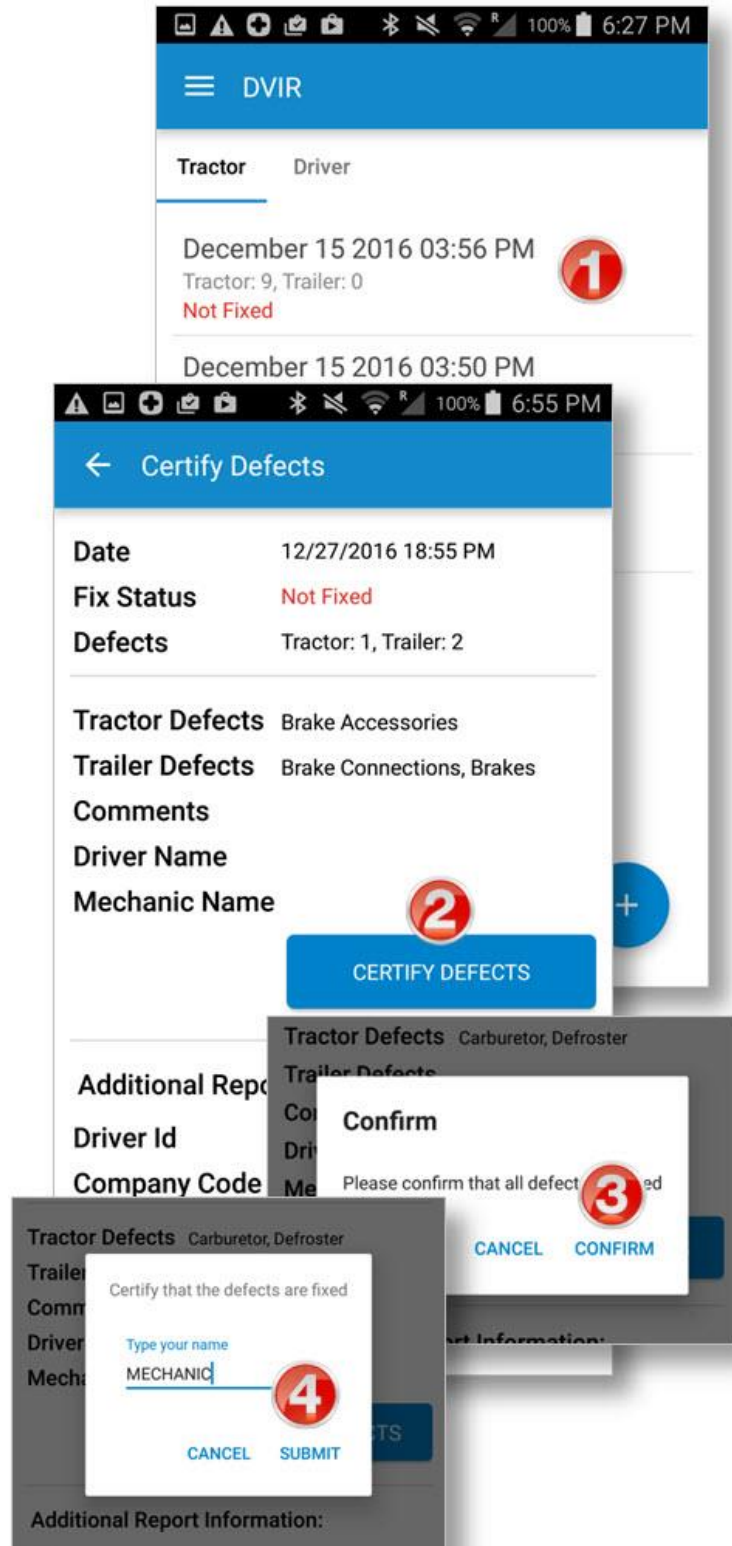 100% 6:27 PM
DVIR
Tractor Driver
December 15 2016 03:56 PM
Tractor: 9, Trailer: 0
Not Fixed
1
December 15 2016 03:50 PM
100% 6:55 PM
Certify Defects
Date 12/27/2016 18:55 PM
Fix Status Not Fixed
Defects Tractor: 1, Trailer: 2
Tractor Defects Brake Accessories
Trailer Defects Brake Connections, Brakes
Comments
Driver Name
Mechanic Name
2
+
CERTIFY DEFECTS
Additional
Driver Id
Company Code
Tractor Defects Carburetor, Defroster
Trailer Defects
Confirm
Please confirm that all defect
3
CANCEL CONFIRM
Information:
Tractor Defects Carburetor, Defroster
Certify that the defects are fixed
Driver
Type your name
MECHANIC
4
CANCEL SUBMIT
Additional Report Information: